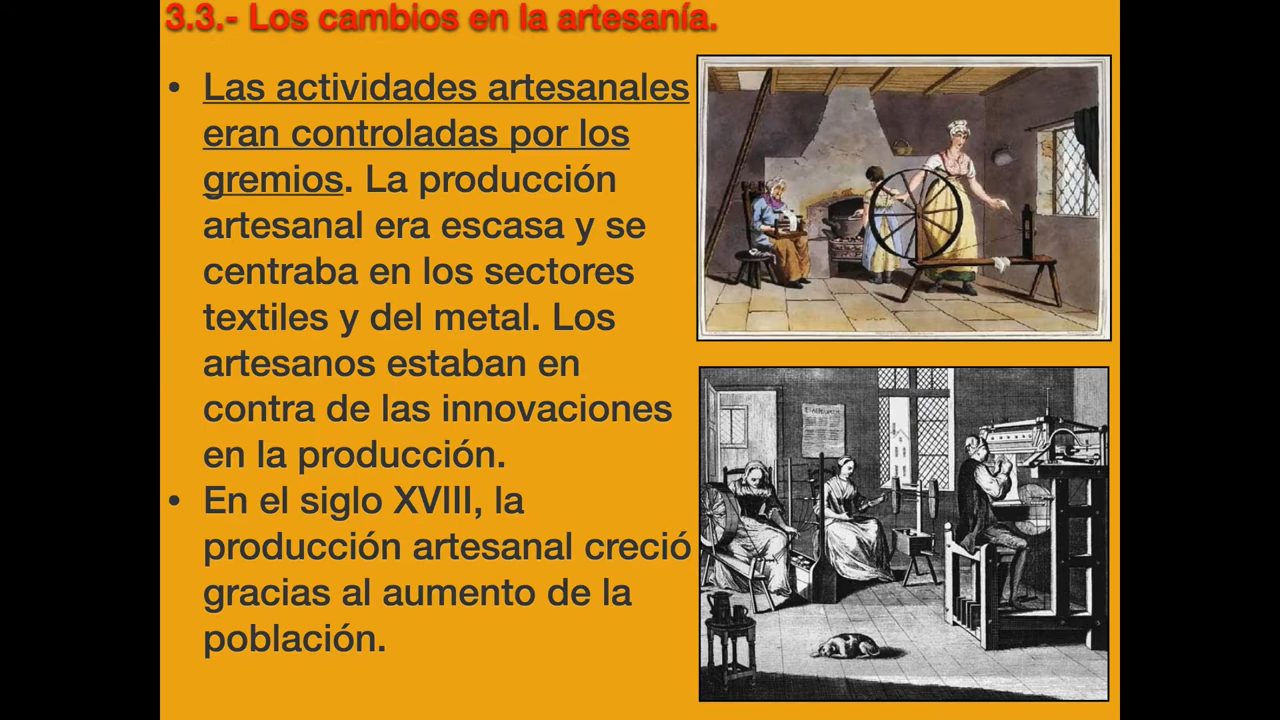 3.3.- Los cambios en la artesanía.
• Las actividades artesanales
eran controladas por los
gremios. La producción
artesanal era escasa y se
centraba en los sectores
textiles y del metal. Los
artesanos estaban en
contra de las innovaciones
en la producción.
• En el siglo XVIII, la
producción artesanal creció
gracias al aumento de la
población.